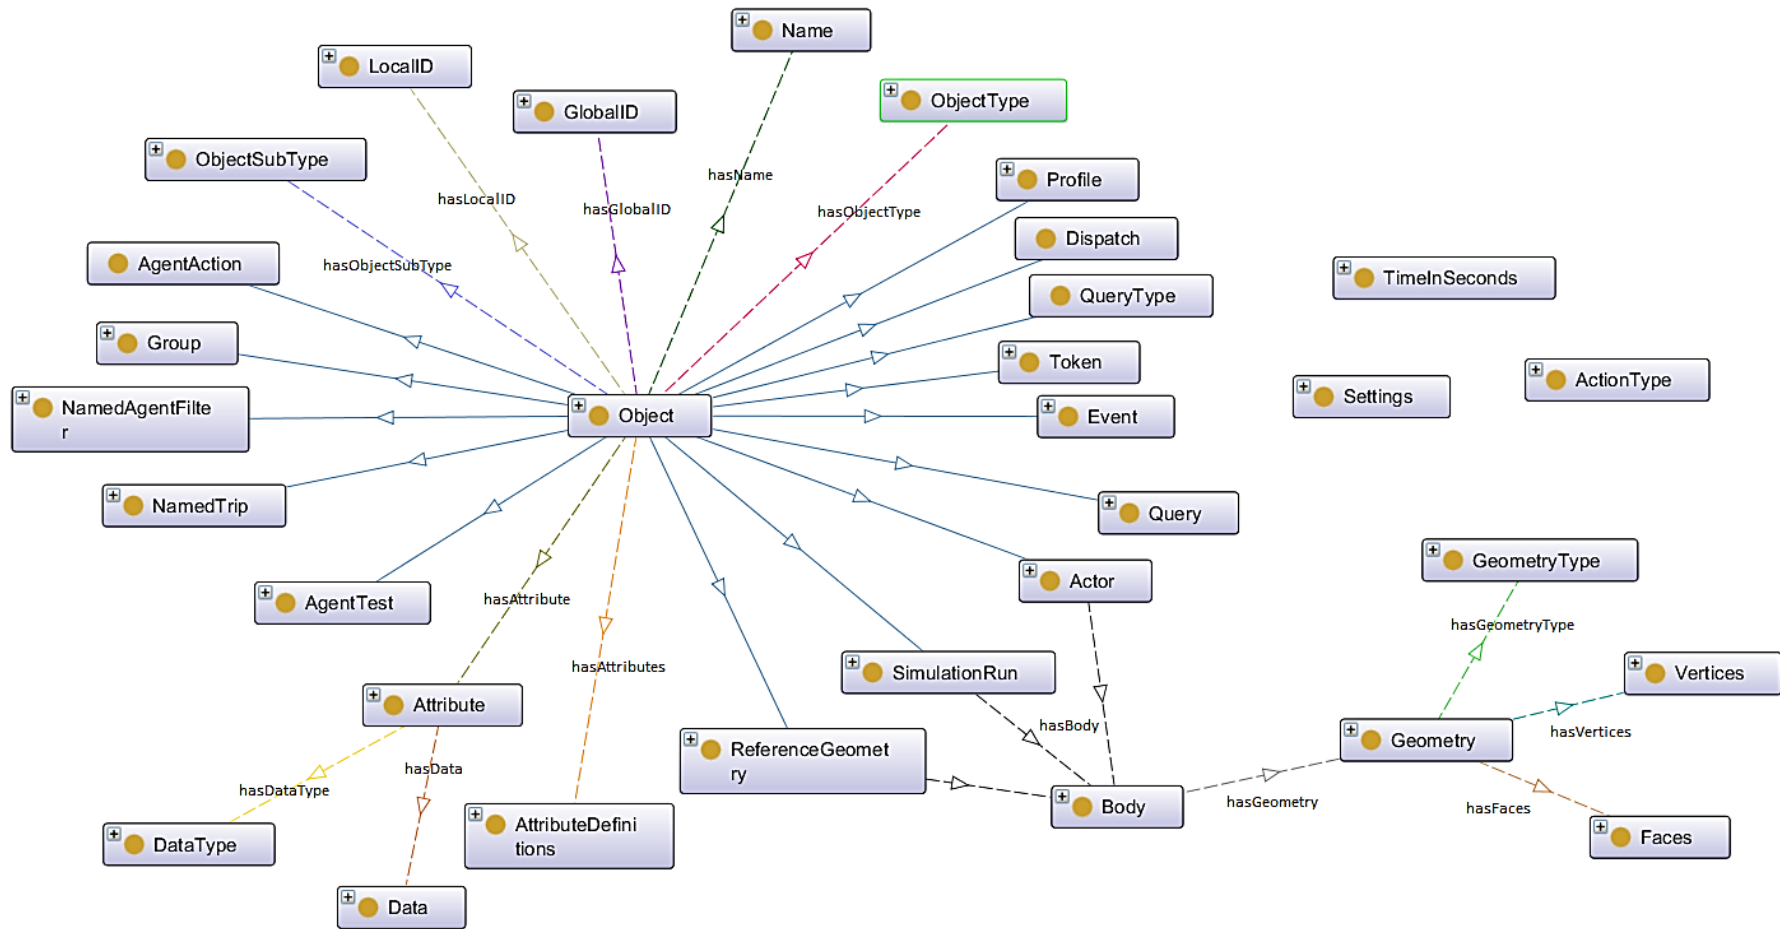 Name
LocalID
ObjectType
GlobalID
ObjectSubType
hasName
Profile
hasLocalID
hasGlobalID
hasObjectType
Dispatch
AgentAction
hasObjectSubType
TimeInSeconds
QueryType
Group
Token
ActionType
Settings
NamedAgentFilte
r
Object
Event
NamedTrip
Query
GeometryType
Actor
AgentTest
hasAttribute
hasGeometryType
hasAttributes
SimulationRun
Vertices
Attribute
hasBody
hasVertices
Geometry
ReferenceGeomet
ry
hasData
hasDataType
hasGeometry
Body
hasFaces
AttributeDefini
tions
Faces
DataType
Data